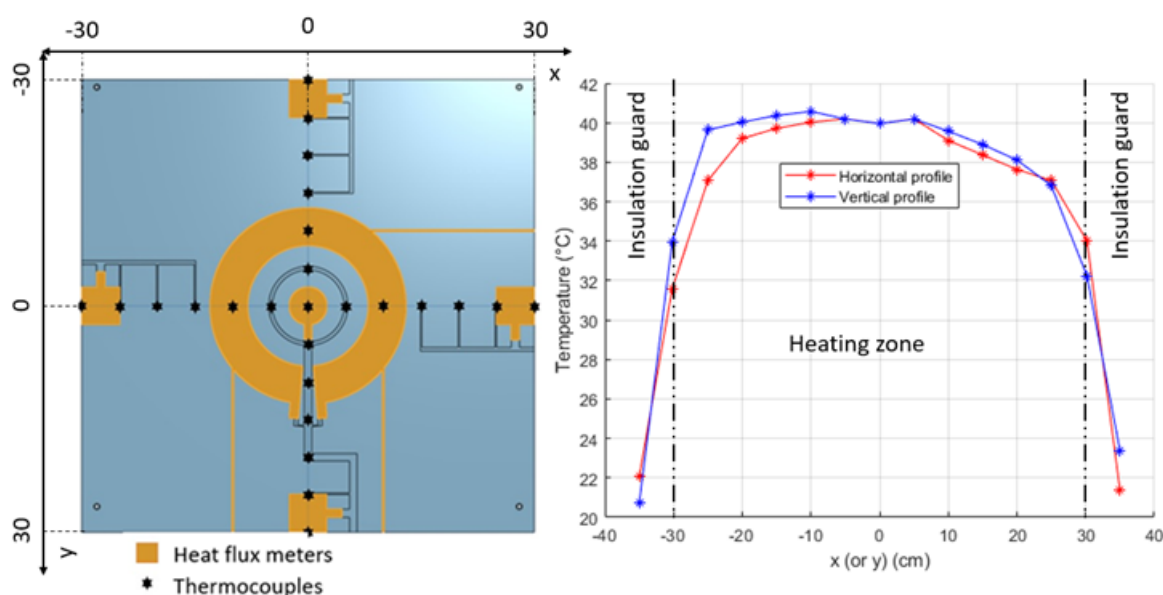 -30
0
30
x
-30
0
30
y
Heat flux meters
Thermocouples
42
40
38
36
34
32
30
28
26
24
22
20
Temperature (°C)
Insulation guard
Insulation guard
Horizontal profile
Vertical profile
Heating zone
-40
-30
-20
-10
0
10
20
30
40
x (or y) (cm)